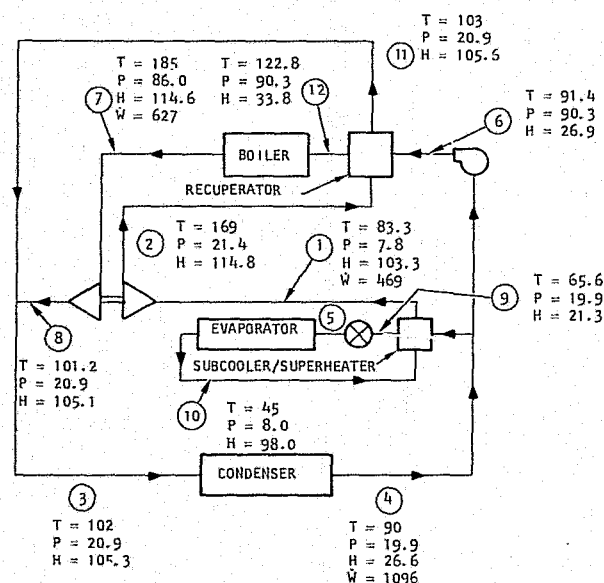 T = 103
P = 20.9
H = 105.6
11
T = 185
P = 86.0
H = 114.6
Ẇ = 627
7
T = 122.8
P = 90.3
H = 33.8
12
T = 91.4
P = 90.3
H = 26.9
6
BOILER
RECUPERATOR
T = 169
P = 21.4
H = 114.8
2
T = 83.3
P = 7.8
H = 103.3
Ẇ = 469
1
T = 65.6
P = 19.9
H = 21.3
9
5
EVAPORATOR
SUBCOOLER/SUPERHEATER
8
T = 101.2
P = 20.9
H = 105.1
10
T = 45
P = 8.0
H = 98.0
CONDENSER
3
T = 102
P = 20.9
H = 105.3
4
T = 90
P = 19.9
H = 26.6
Ẇ = 1096